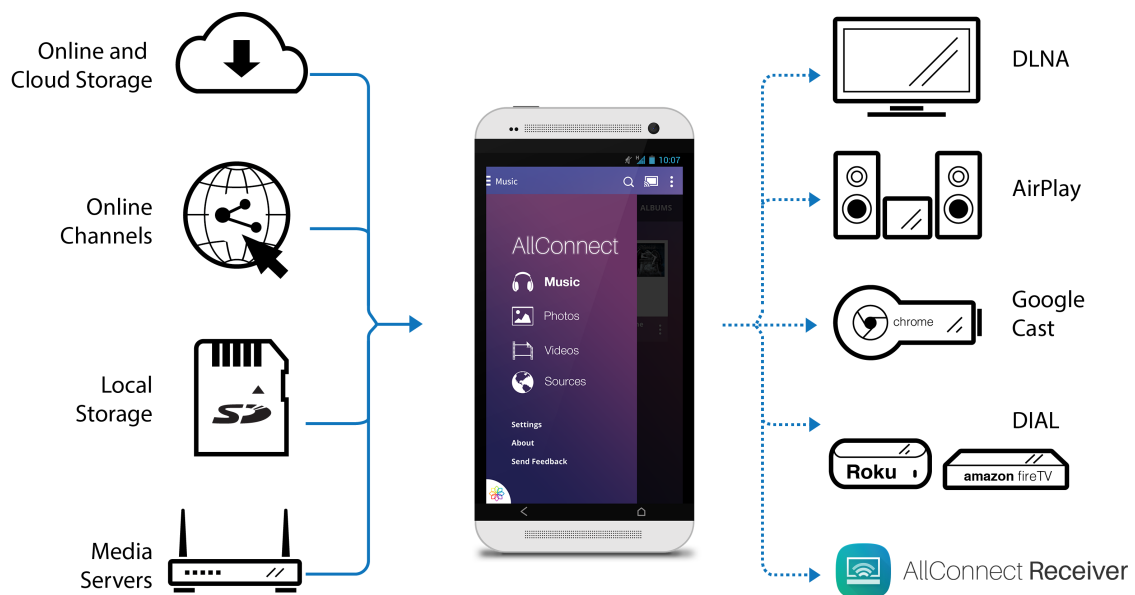 Online and
Cloud Storage
Online
Channels
Local
Storage
SD
Media
Servers
10:07
Music
ALBUMS
AllConnect
Music
Photos
Videos
Sources
Settings
About
Send Feedback
DLNA
AirPlay
Google
Cast
chrome
DIAL
Roku
amazon fireTV
AllConnect Receiver